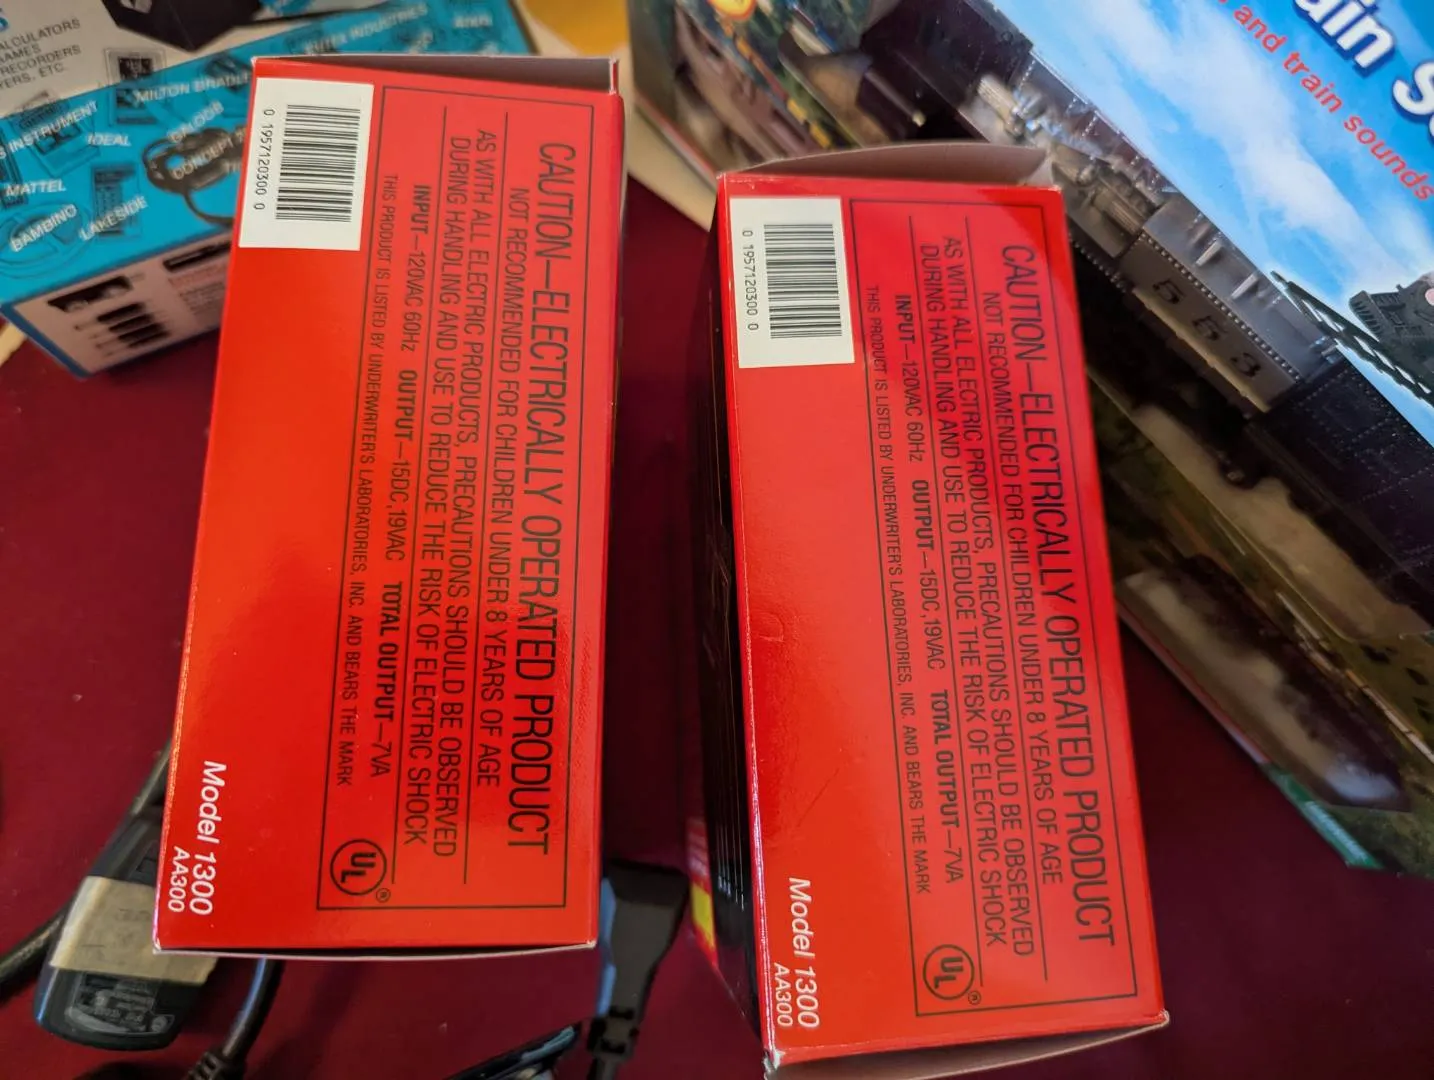 ALCULATORS
AMES
RECORDERS
YERS, ETC.
MILTON BRADLE
INSTRUMENT
IDEAL
MATTEL
BAMBINO
LAKESIDE
CONCEPT 2
0 1957120300 0
CAUTION—ELECTRICALLY OPERATED PRODUCT
NOT RECOMMENDED FOR CHILDREN UNDER 8 YEARS OF AGE
AS WITH ALL ELECTRIC PRODUCTS, PRECAUTIONS SHOULD BE OBSERVED
DURING HANDLING AND USE TO REDUCE THE RISK OF ELECTRIC SHOCK
INPUT—120VAC 60Hz OUTPUT—15DC,19VAC TOTAL OUTPUT—7VA
THIS PRODUCT IS LISTED BY UNDERWRITER'S LABORATORIES, INC. AND BEARS THE MARK
UL®
Model 1300
AA300
0 1957120300 0
CAUTION—ELECTRICALLY OPERATED PRODUCT
NOT RECOMMENDED FOR CHILDREN UNDER 8 YEARS OF AGE
AS WITH ALL ELECTRIC PRODUCTS, PRECAUTIONS SHOULD BE OBSERVED
DURING HANDLING AND USE TO REDUCE THE RISK OF ELECTRIC SHOCK
INPUT—120VAC 60Hz OUTPUT—15DC,19VAC TOTAL OUTPUT—7VA
THIS PRODUCT IS LISTED BY UNDERWRITER'S LABORATORIES, INC. AND BEARS THE MARK
UL®
Model 1300
AA300
ain S
and train sounds
5553